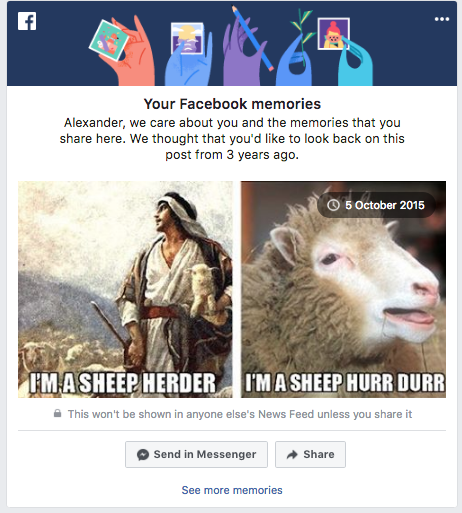 Your Facebook memories
Alexander, we care about you and the memories that you
share here. We thought that you'd like to look back on this
post from 3 years ago.
5 October 2015
I'M A SHEEP HERDER
I'M A SHEEP HURR DURR
This won't be shown in anyone else's News Feed unless you share it
Send in Messenger
Share
See more memories